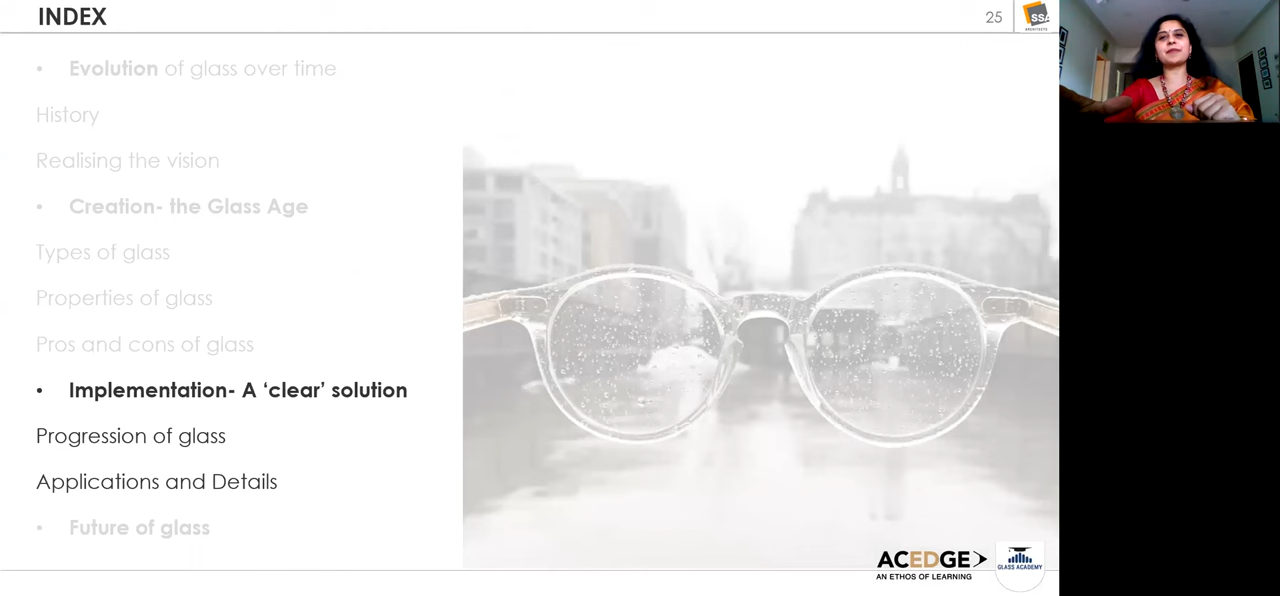 INDEX
25
SSA
ARCHITECTS
• Evolution of glass over time
History
Realising the vision
• Creation- the Glass Age
Types of glass
Properties of glass
Pros and cons of glass
• Implementation- A ‘clear’ solution
Progression of glass
Applications and Details
• Future of glass
ACEDGE
AN ETHOS OF LEARNING
GLASS ACADEMY